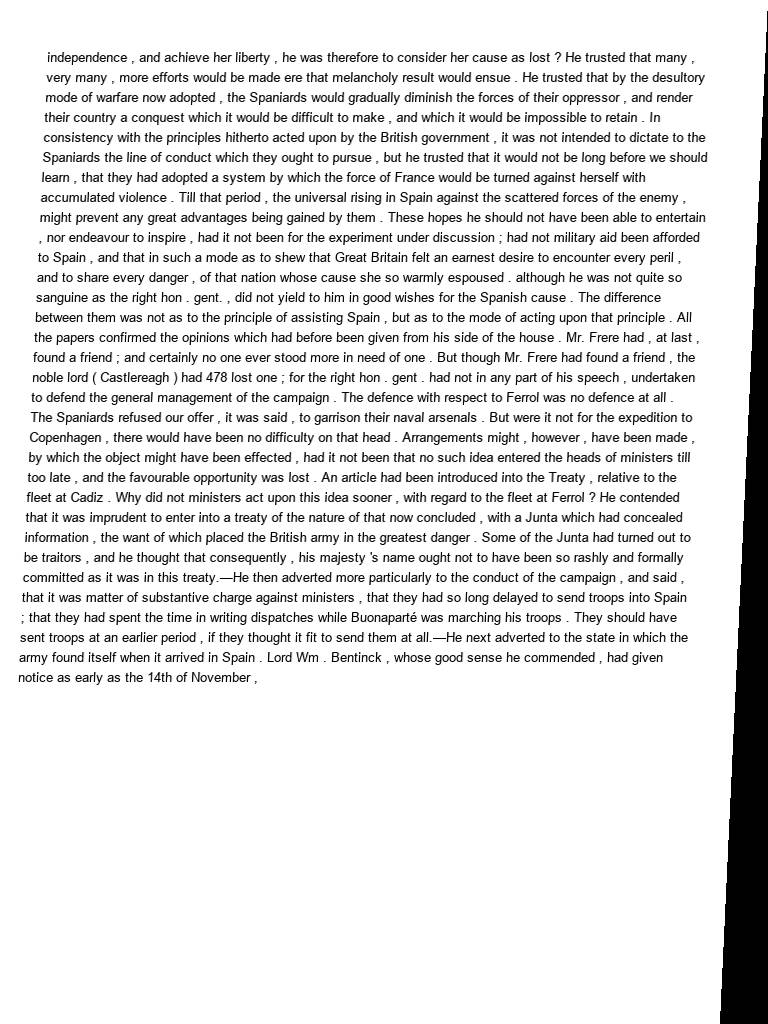 independence , and achieve her liberty , he was therefore to consider her cause as lost ? He trusted that many ,
very many , more efforts would be made ere that melancholy result would ensue . He trusted that by the desultory
mode of warfare now adopted , the Spaniards would gradually diminish the forces of their oppressor , and render
their country a conquest which it would be difficult to make , and which it would be impossible to retain . In
consistency with the principles hitherto acted upon by the British government , it was not intended to dictate to the
Spaniards the line of conduct which they ought to pursue , but he trusted that it would not be long before we should
learn , that they had adopted a system by which the force of France would be turned against herself with
accumulated violence . Till that period , the universal rising in Spain against the scattered forces of the enemy ,
might prevent any great advantages being gained by them . These hopes he should not have been able to entertain
, nor endeavour to inspire , had it not been for the experiment under discussion ; had not military aid been afforded
to Spain , and that in such a mode as to shew that Great Britain felt an earnest desire to encounter every peril ,
and to share every danger , of that nation whose cause she so warmly espoused . although he was not quite so
sanguine as the right hon . gent. , did not yield to him in good wishes for the Spanish cause . The difference
between them was not as to the principle of assisting Spain , but as to the mode of acting upon that principle . All
the papers confirmed the opinions which had before been given from his side of the house . Mr. Frere had , at last ,
found a friend ; and certainly no one ever stood more in need of one . But though Mr. Frere had found a friend , the
noble lord ( Castlereagh ) had 478 lost one ; for the right hon . gent . had not in any part of his speech , undertaken
to defend the general management of the campaign . The defence with respect to Ferrol was no defence at all .
The Spaniards refused our offer , it was said , to garrison their naval arsenals . But were it not for the expedition to
Copenhagen , there would have been no difficulty on that head . Arrangements might , however , have been made ,
by which the object might have been effected , had it not been that no such idea entered the heads of ministers till
too late , and the favourable opportunity was lost . An article had been introduced into the Treaty , relative to the
fleet at Cadiz . Why did not ministers act upon this idea sooner , with regard to the fleet at Ferrol ? He contended
that it was imprudent to enter into a treaty of the nature of that now concluded , with a Junta which had concealed
information , the want of which placed the British army in the greatest danger . Some of the Junta had turned out to
be traitors , and he thought that consequently , his majesty 's name ought not to have been so rashly and formally
committed as it was in this treaty.—He then adverted more particularly to the conduct of the campaign , and said ,
that it was matter of substantive charge against ministers , that they had so long delayed to send troops into Spain
; that they had spent the time in writing dispatches while Buonaparté was marching his troops . They should have
sent troops at an earlier period , if they thought it fit to send them at all.—He next adverted to the state in which the
army found itself when it arrived in Spain . Lord Wm . Bentinck , whose good sense he commended , had given
notice as early as the 14th of November ,